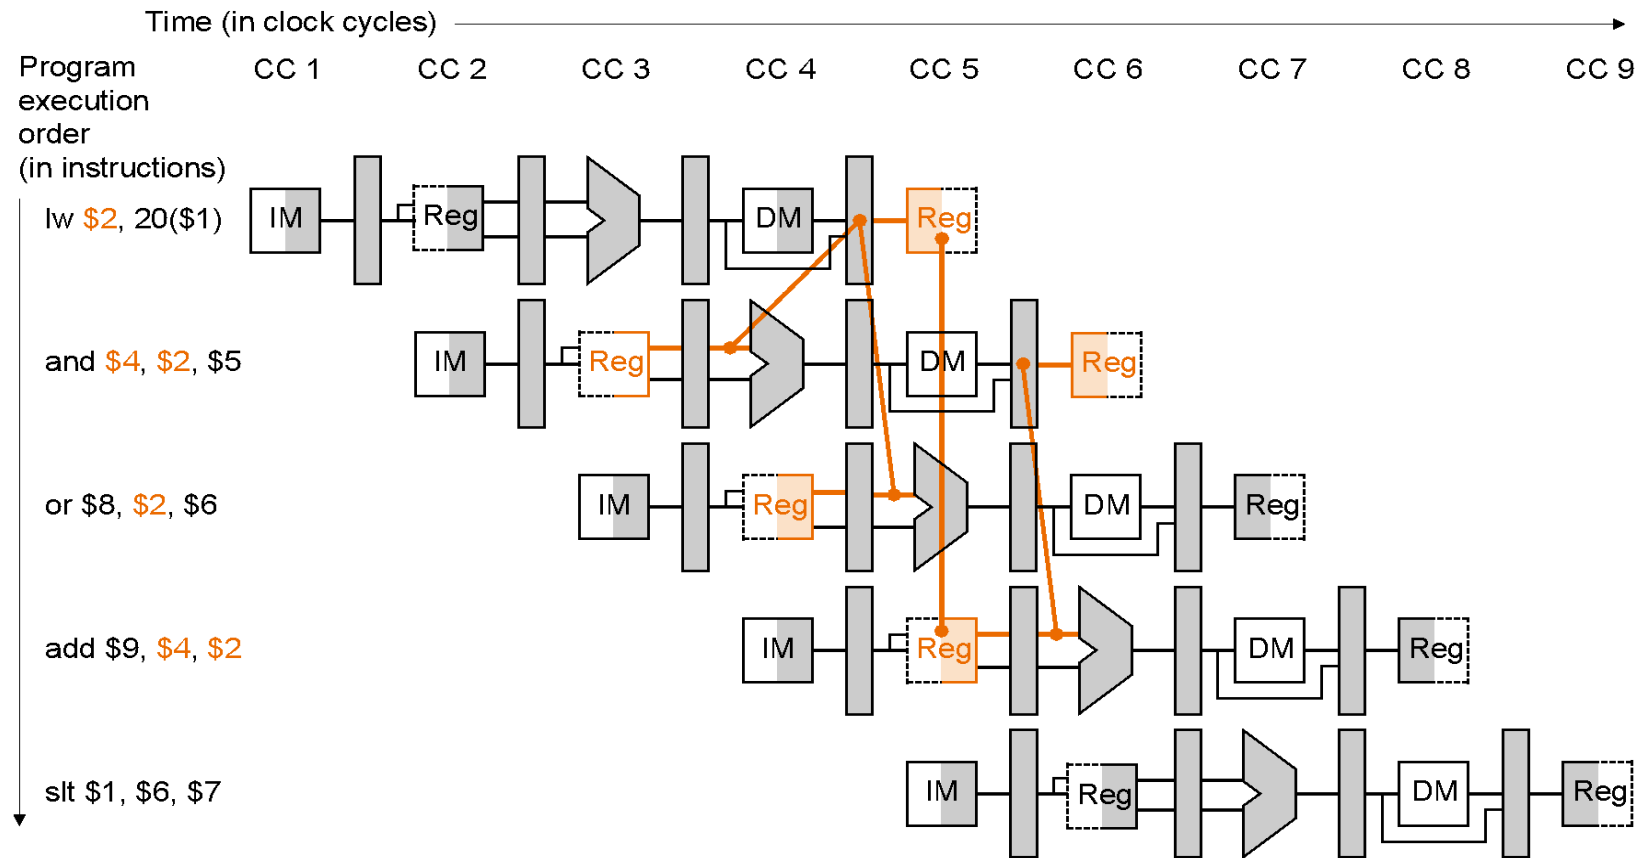 Time (in clock cycles)
Program
execution
order
(in instructions)
CC 1 CC 2 CC 3 CC 4 CC 5 CC 6 CC 7 CC 8 CC 9
lw $2, 20($1) IM Reg DM Reg
and $4, $2, $5 IM Reg DM Reg
or $8, $2, $6 IM Reg DM Reg
add $9, $4, $2 IM Reg DM Reg
slt $1, $6, $7 IM Reg DM Reg